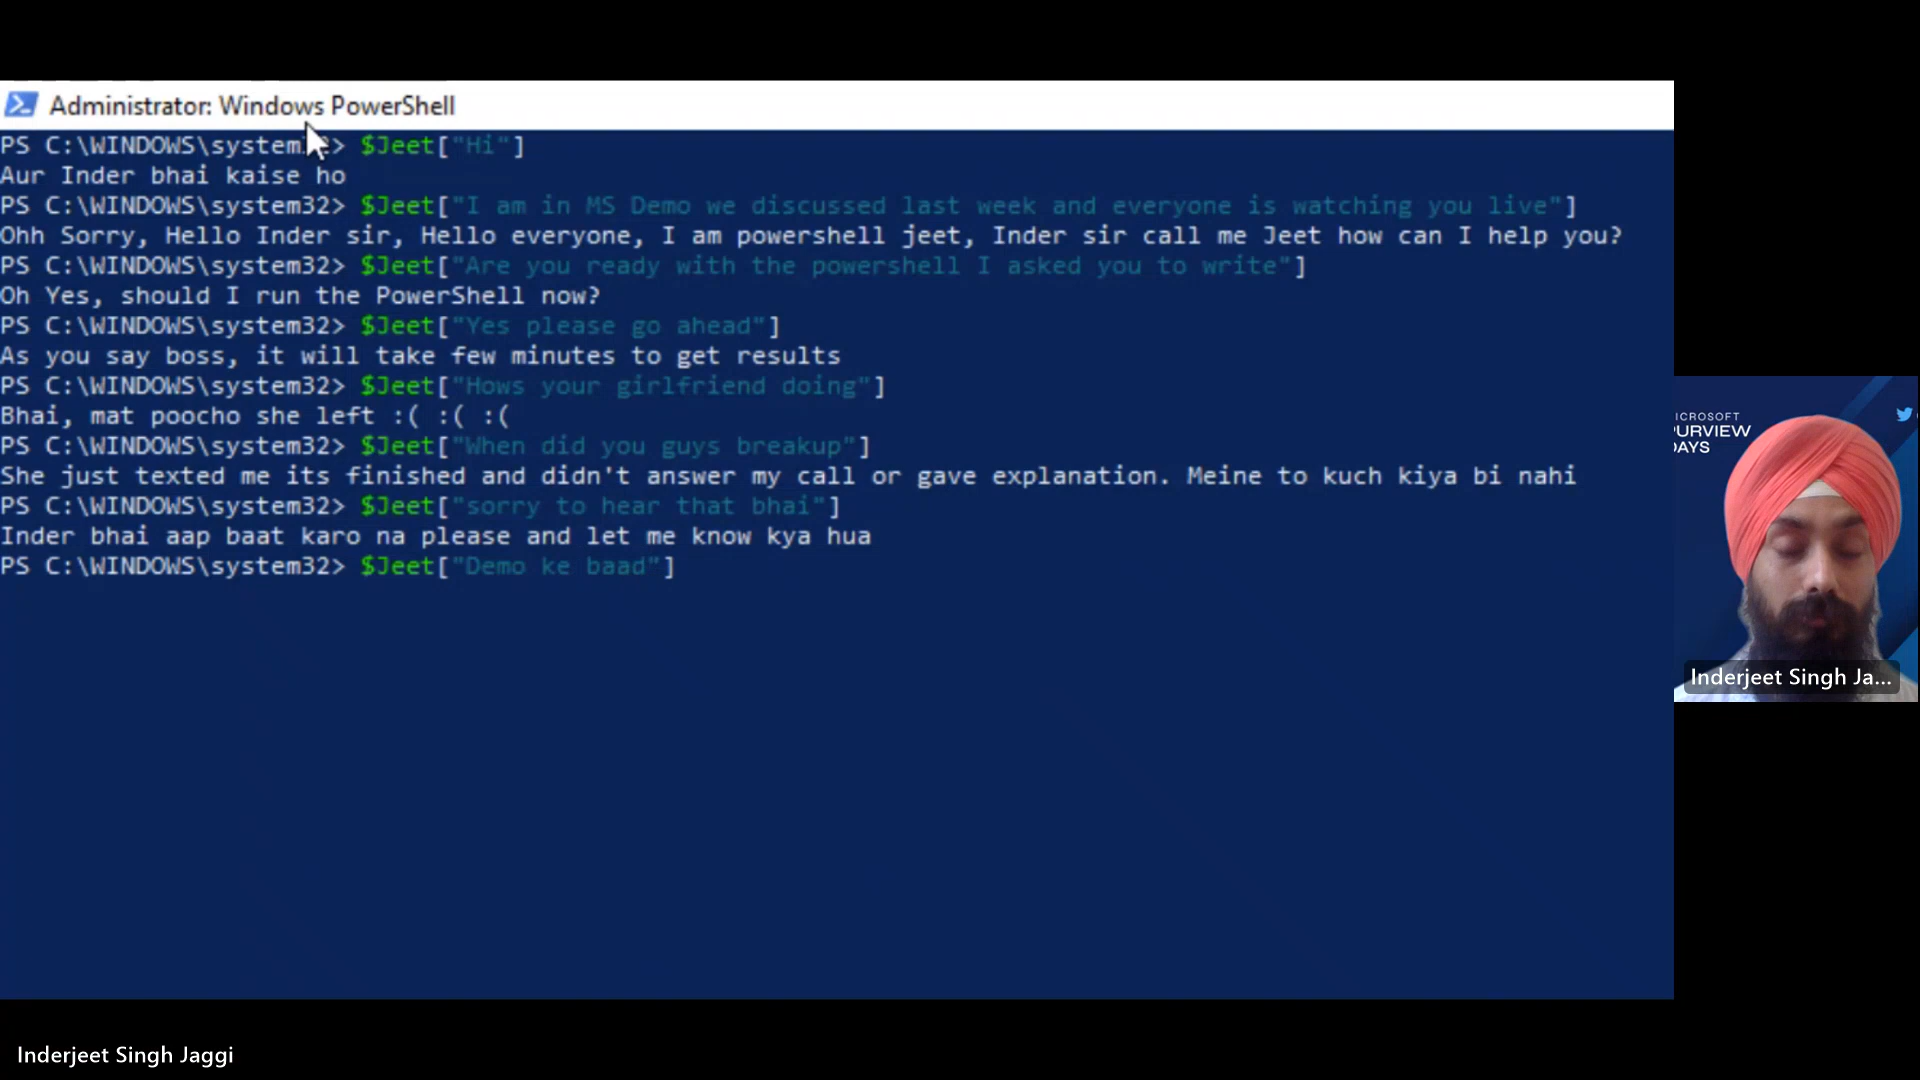 Administrator: Windows PowerShell
PS C:\WINDOWS\system32> $Jeet["Hi"]
Aur Inder bhai kaise ho
PS C:\WINDOWS\system32> $Jeet["I am in MS Demo we discussed last week and everyone is watching you live"]
Ohh Sorry, Hello Inder sir, Hello everyone, I am powershell jeet, Inder sir call me Jeet how can I help you?
PS C:\WINDOWS\system32> $Jeet["Are you ready with the powershell I asked you to write"]
Oh Yes, should I run the PowerShell now?
PS C:\WINDOWS\system32> $Jeet["Yes please go ahead"]
As you say boss, it will take few minutes to get results
PS C:\WINDOWS\system32> $Jeet["Hows your girlfriend doing"]
Bhai, mat poocho she left :( :( :(
PS C:\WINDOWS\system32> $Jeet["When did you guys breakup"]
She just texted me its finished and didn't answer my call or gave explanation. Meine to kuch kiya bi nahi
PS C:\WINDOWS\system32> $Jeet["sorry to hear that bhai"]
Inder bhai aap baat karo na please and let me know kya hua
PS C:\WINDOWS\system32> $Jeet["Demo ke baad"]
ICROSOFT
PURVIEW
DAYS
Inderjeet Singh Ja...
Inderjeet Singh Jaggi